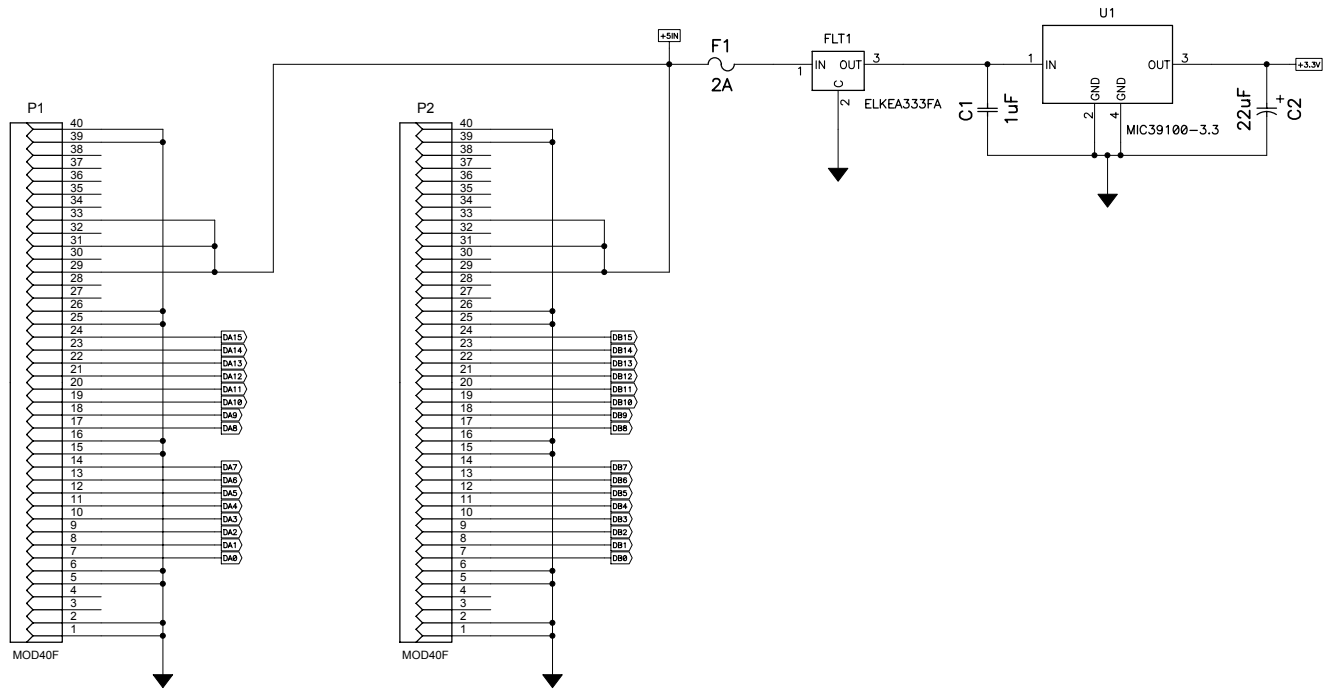 U1
F1
FLT1
+5IN
1
IN
OUT
3
C
2
2A
ELKEA333FA
C1
1uF
1
IN
OUT
3
GND
GND
2
4
MIC39100-3.3
+3.3V
22uF
+
C2
P1
40
39
38
37
36
35
34
33
32
31
30
29
28
27
26
25
24
DA15
23
DA14
22
DA13
21
DA12
20
DA11
19
DA10
18
DA9
17
DA8
16
15
14
DA7
13
DA6
12
DA5
11
DA4
10
DA3
9
DA2
8
DA1
7
DA0
6
5
4
3
2
1
MOD40F
P2
40
39
38
37
36
35
34
33
32
31
30
29
28
27
26
25
24
DB15
23
DB14
22
DB13
21
DB12
20
DB11
19
DB10
18
DB9
17
DB8
16
15
14
DB7
13
DB6
12
DB5
11
DB4
10
DB3
9
DB2
8
DB1
7
DB0
6
5
4
3
2
1
MOD40F